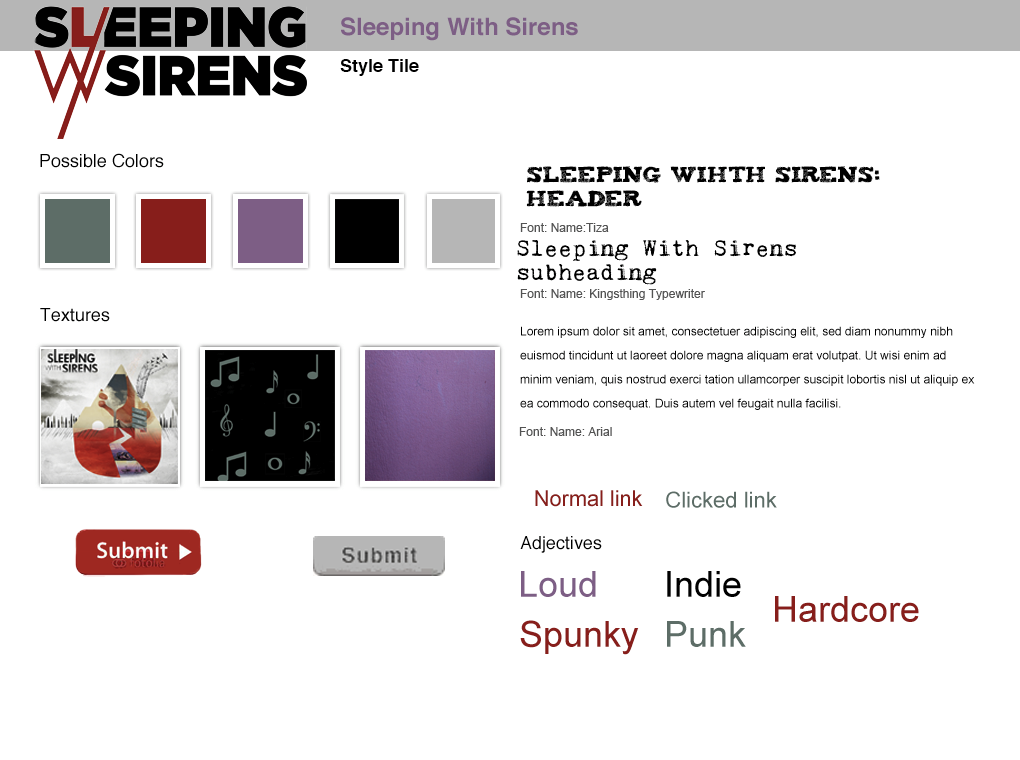 SLEEPING
W SIRENS
Sleeping With Sirens
Style Tile
Possible Colors
Textures
SLEEPING
WITH SIRENS
Submit
Submit
SLEEPING WIHTH SIRENS:
HEADER
Font: Name:Tiza
Sleeping With Sirens
subheading
Font: Name: Kingsthing Typewriter
Lorem ipsum dolor sit amet, consectetuer adipiscing elit, sed diam nonummy nibh
euismod tincidunt ut laoreet dolore magna aliquam erat volutpat. Ut wisi enim ad
minim veniam, quis nostrud exerci tation ullamcorper suscipit lobortis nisl ut aliquip ex
ea commodo consequat. Duis autem vel feugait nulla facilisi.
Font: Name: Arial
Normal link Clicked link
Adjectives
Loud Indie
Hardcore
Spunky Punk